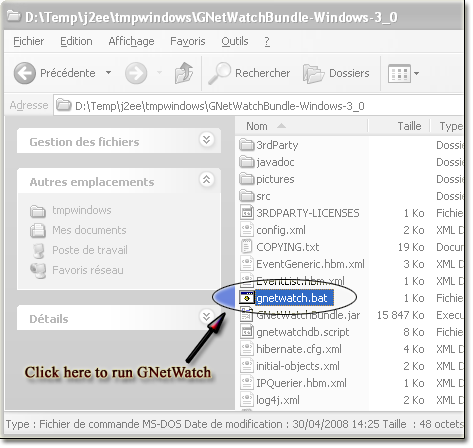 D:\Temp\j2ee\tmpwindows\GNetWatchBundle-Windows-3_0
Fichier Edition Affichage Favoris Outils ?
Précédente Rechercher Dossiers
Adresse D:\Temp\j2ee\tmpwindows\GNetWatchBundle-Windows-3_0
Gestion des fichiers
Autres emplacements
tmpwindows
Mes documents
Poste de travail
Favoris réseau
Détails
Click here to run GNetWatch
Nom Taille Type
3rdParty Dossi
javadoc Dossi
pictures Dossi
src Dossi
3RDPARTY-LICENSES 1 Ko Fichie
config.xml 1 Ko XML D
COPYING.txt 19 Ko Docum
EventGeneric.hbm.xml 3 Ko XML D
EventList.hbm.xml 1 Ko XML D
gnetwatch.bat 1 Ko Fichie
GNetWatchBundle.jar 15 847 Ko Execu
gnetwatchdb.script 8 Ko Fichie
hibernate.cfg.xml 4 Ko XML D
initial-objects.xml 2 Ko XML D
IPQuerier.hbm.xml 1 Ko XML D
log4j.xml 2 Ko XML D
Type : Fichier de commande MS-DOS Date de modification : 30/04/2008 14:25 Taille : 48 octets